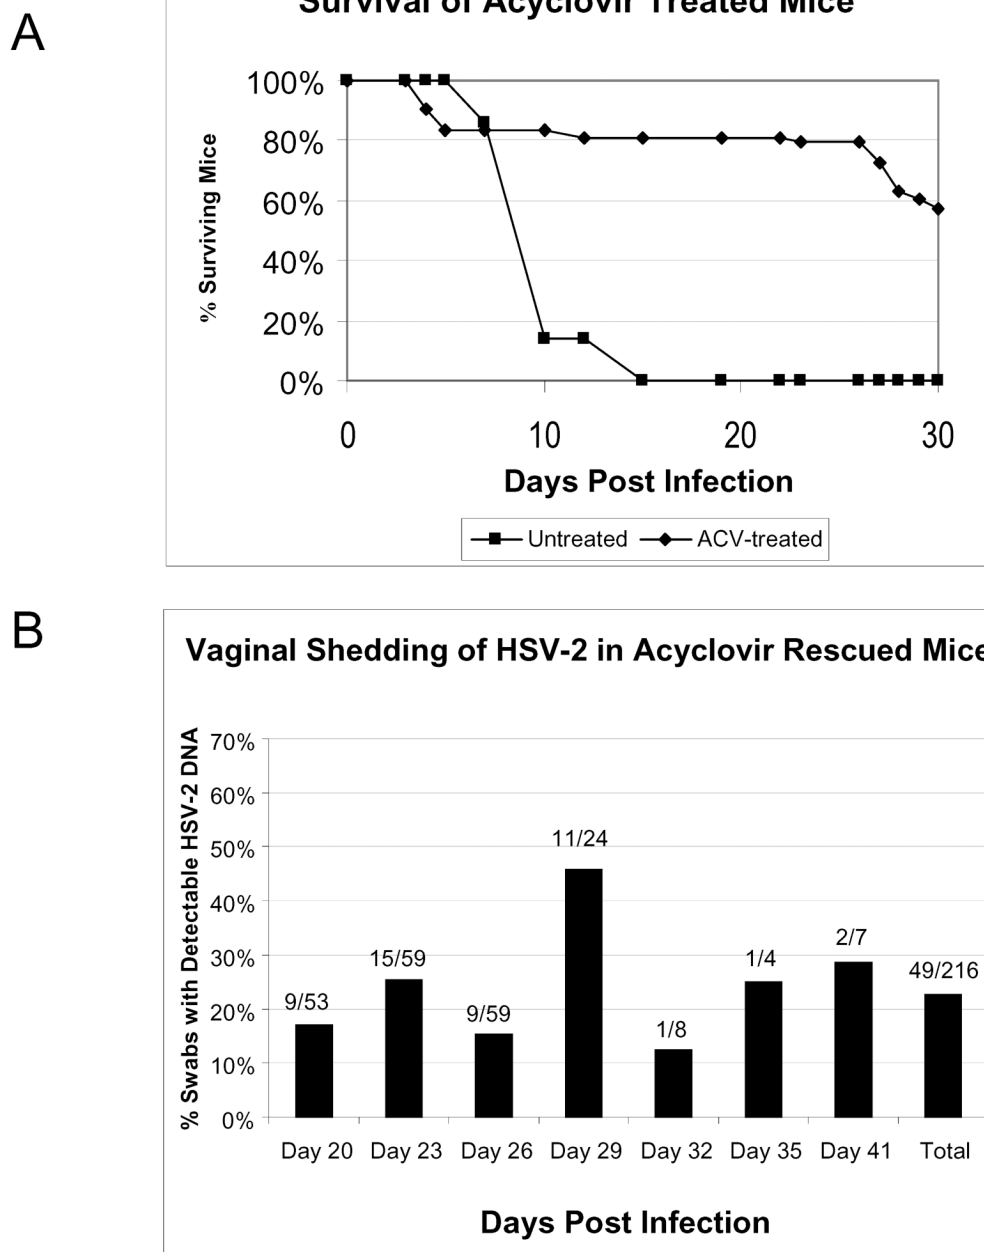 A
Survival of Acyclovir Treated Mice
100%
80%
60%
40%
20%
0%
% Surviving Mice
0 10 20 30
Days Post Infection
Untreated ACV-treated
B
Vaginal Shedding of HSV-2 in Acyclovir Rescued Mice
% Swabs with Detectable HSV-2 DNA
70%
60%
50%
40%
30%
20%
10%
0%
9/53
15/59
9/59
11/24
1/8
1/4
2/7
49/216
Day 20 Day 23 Day 26 Day 29 Day 32 Day 35 Day 41 Total
Days Post Infection